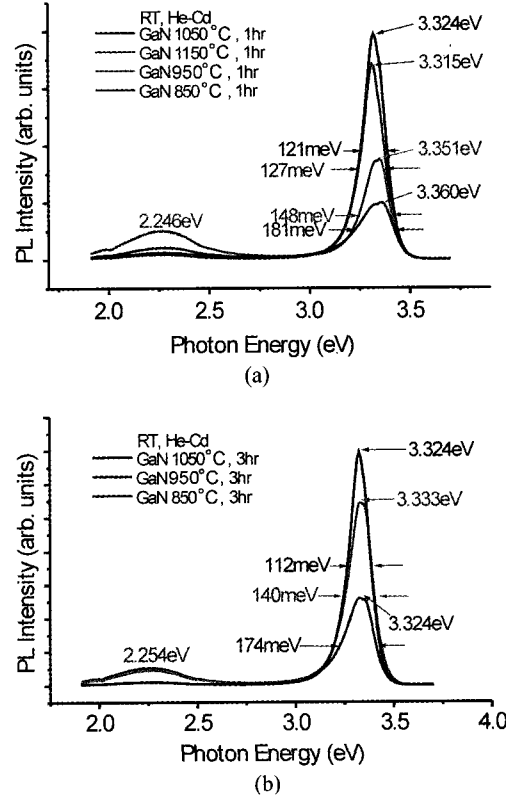 RT, He-Cd
GaN 1050°C, 1hr
GaN 1150°C, 1hr
GaN950°C, 1hr
GaN 850°C, 1hr
3.324eV
3.315eV
121meV
3.351eV
127meV
3.360eV
148meV
181meV
2.246eV
PL Intensity (arb. units)
2.0 2.5 3.0 3.5
Photon Energy (eV)
(a)
RT, He-Cd
GaN 1050°C, 3hr
GaN950°C, 3hr
GaN 850°C, 3hr
3.324eV
3.333eV
112meV
140meV
3.324eV
174meV
2.254eV
PL Intensity (arb. units)
2.0 2.5 3.0 3.5 4.0
Photon Energy (eV)
(b)